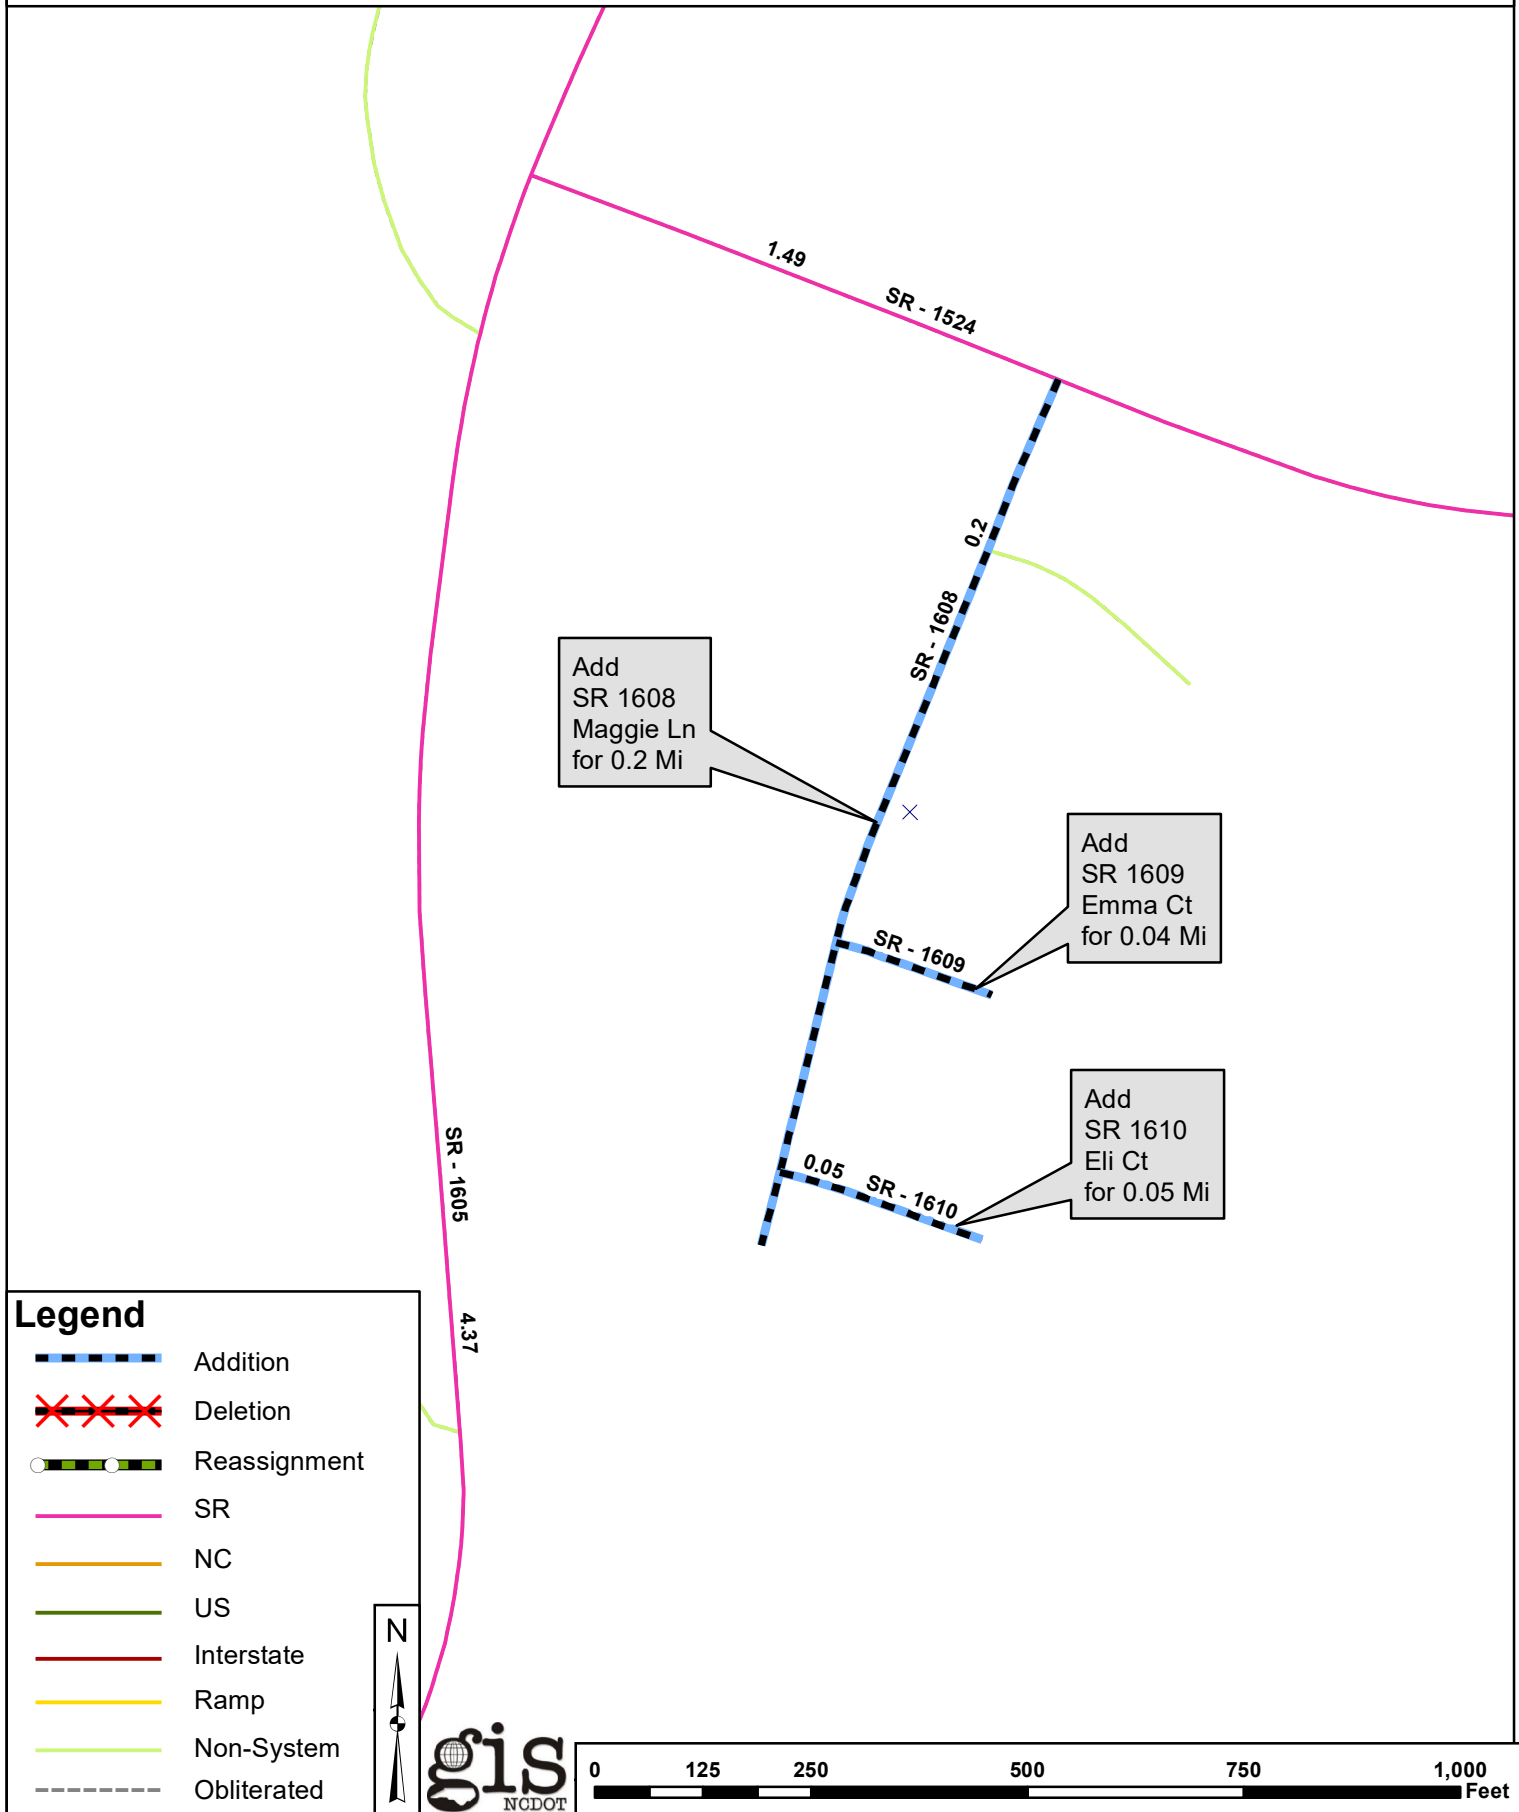 1.49
SR - 1524
0.2
SR - 1608
Add
SR 1608
Maggie Ln
for 0.2 Mi
Add
SR 1609
Emma Ct
for 0.04 Mi
SR - 1609
Add
SR 1610
Eli Ct
for 0.05 Mi
0.05
SR - 1610
SR - 1605
4.37
Legend
Addition
Deletion
Reassignment
SR
NC
US
Interstate
Ramp
Non-System
Obliterated
N
gis
NCDOT
0 125 250 500 750 1,000
Feet